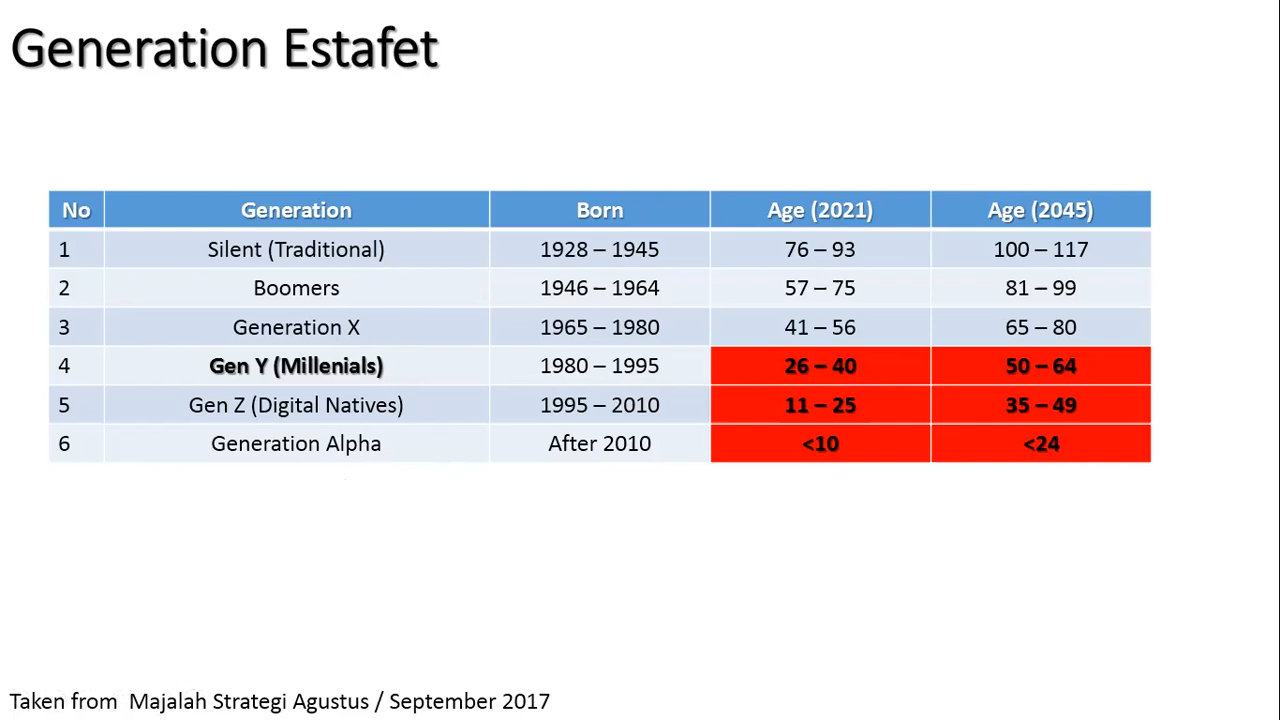 Generation Estafet
No Generation Born Age (2021) Age (2045)
1 Silent (Traditional) 1928 – 1945 76 – 93 100 – 117
2 Boomers 1946 – 1964 57 – 75 81 – 99
3 Generation X 1965 – 1980 41 – 56 65 – 80
4 Gen Y (Millenials) 1980 – 1995 26 – 40 50 – 64
5 Gen Z (Digital Natives) 1995 – 2010 11 – 25 35 – 49
6 Generation Alpha After 2010 <10 <24
Taken from Majalah Strategi Agustus / September 2017